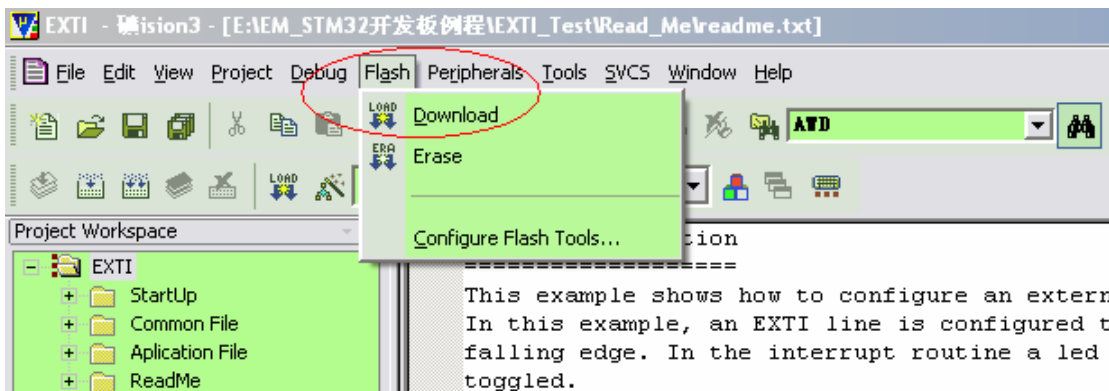 EXTI - 礦ision3 - [E:\EM_STM32开发板例程\EXTI_Test\Read_Me\readme.txt]
File Edit View Project Debug Flash Peripherals Tools SVCS Window Help
LOAD Download
AWD
ERA Erase
LOAD
Configure Flash Tools...
Project Workspace
EXTI
StartUp
Common File
Aplication File
ReadMe
tion
===================
This example shows how to configure an extern
In this example, an EXTI line is configured t
falling edge. In the interrupt routine a led
toggled.